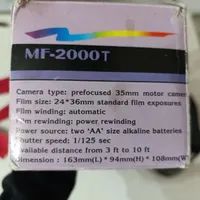 MF-2000T
Camera type: prefocused 35mm motor came
Film size: 24*36mm standard film exposures
Film winding: automatic
Film rewinding: power rewinding
Power source: two 'AA' size alkaline batteries
Shutter speed: 1/125 sec
Available distance from 3 ft to 10 ft
Dimension : 163mm(L) * 94mm(H) * 108mm(W